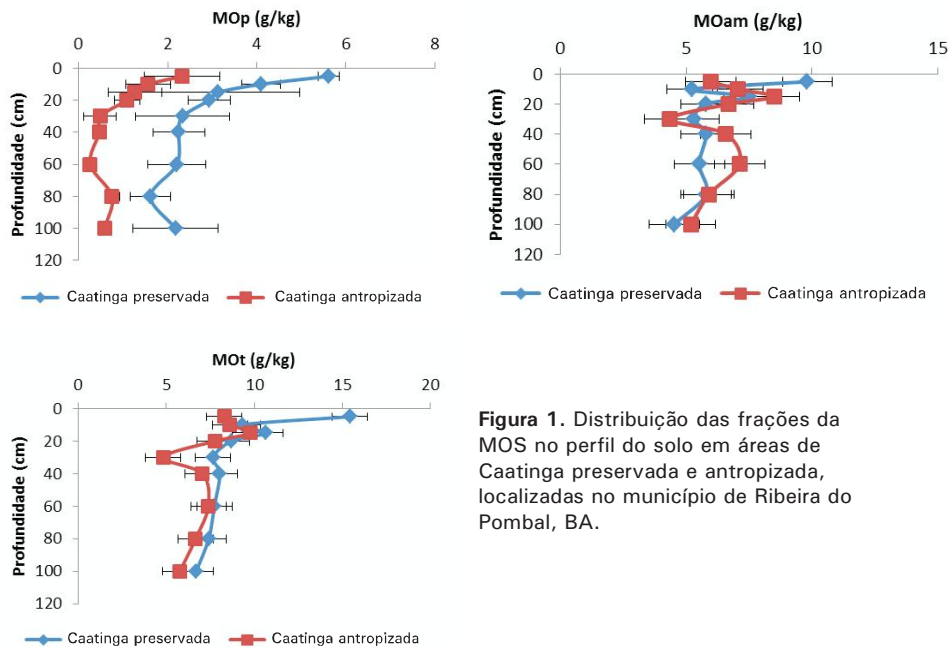 MOp (g/kg)
0 2 4 6 8
Profundidade (cm)
0
20
40
60
80
100
120
Caatinga preservada Caatinga antropizada
MOam (g/kg)
0 5 10 15
Profundidade (cm)
0
20
40
60
80
100
120
Caatinga preservada Caatinga antropizada
MOt (g/kg)
0 5 10 15 20
Profundidade (cm)
0
20
40
60
80
100
120
Caatinga preservada Caatinga antropizada
Figura 1. Distribuição das frações da
MOS no perfil do solo em áreas de
Caatinga preservada e antropizada,
localizadas no município de Ribeira do
Pombal, BA.